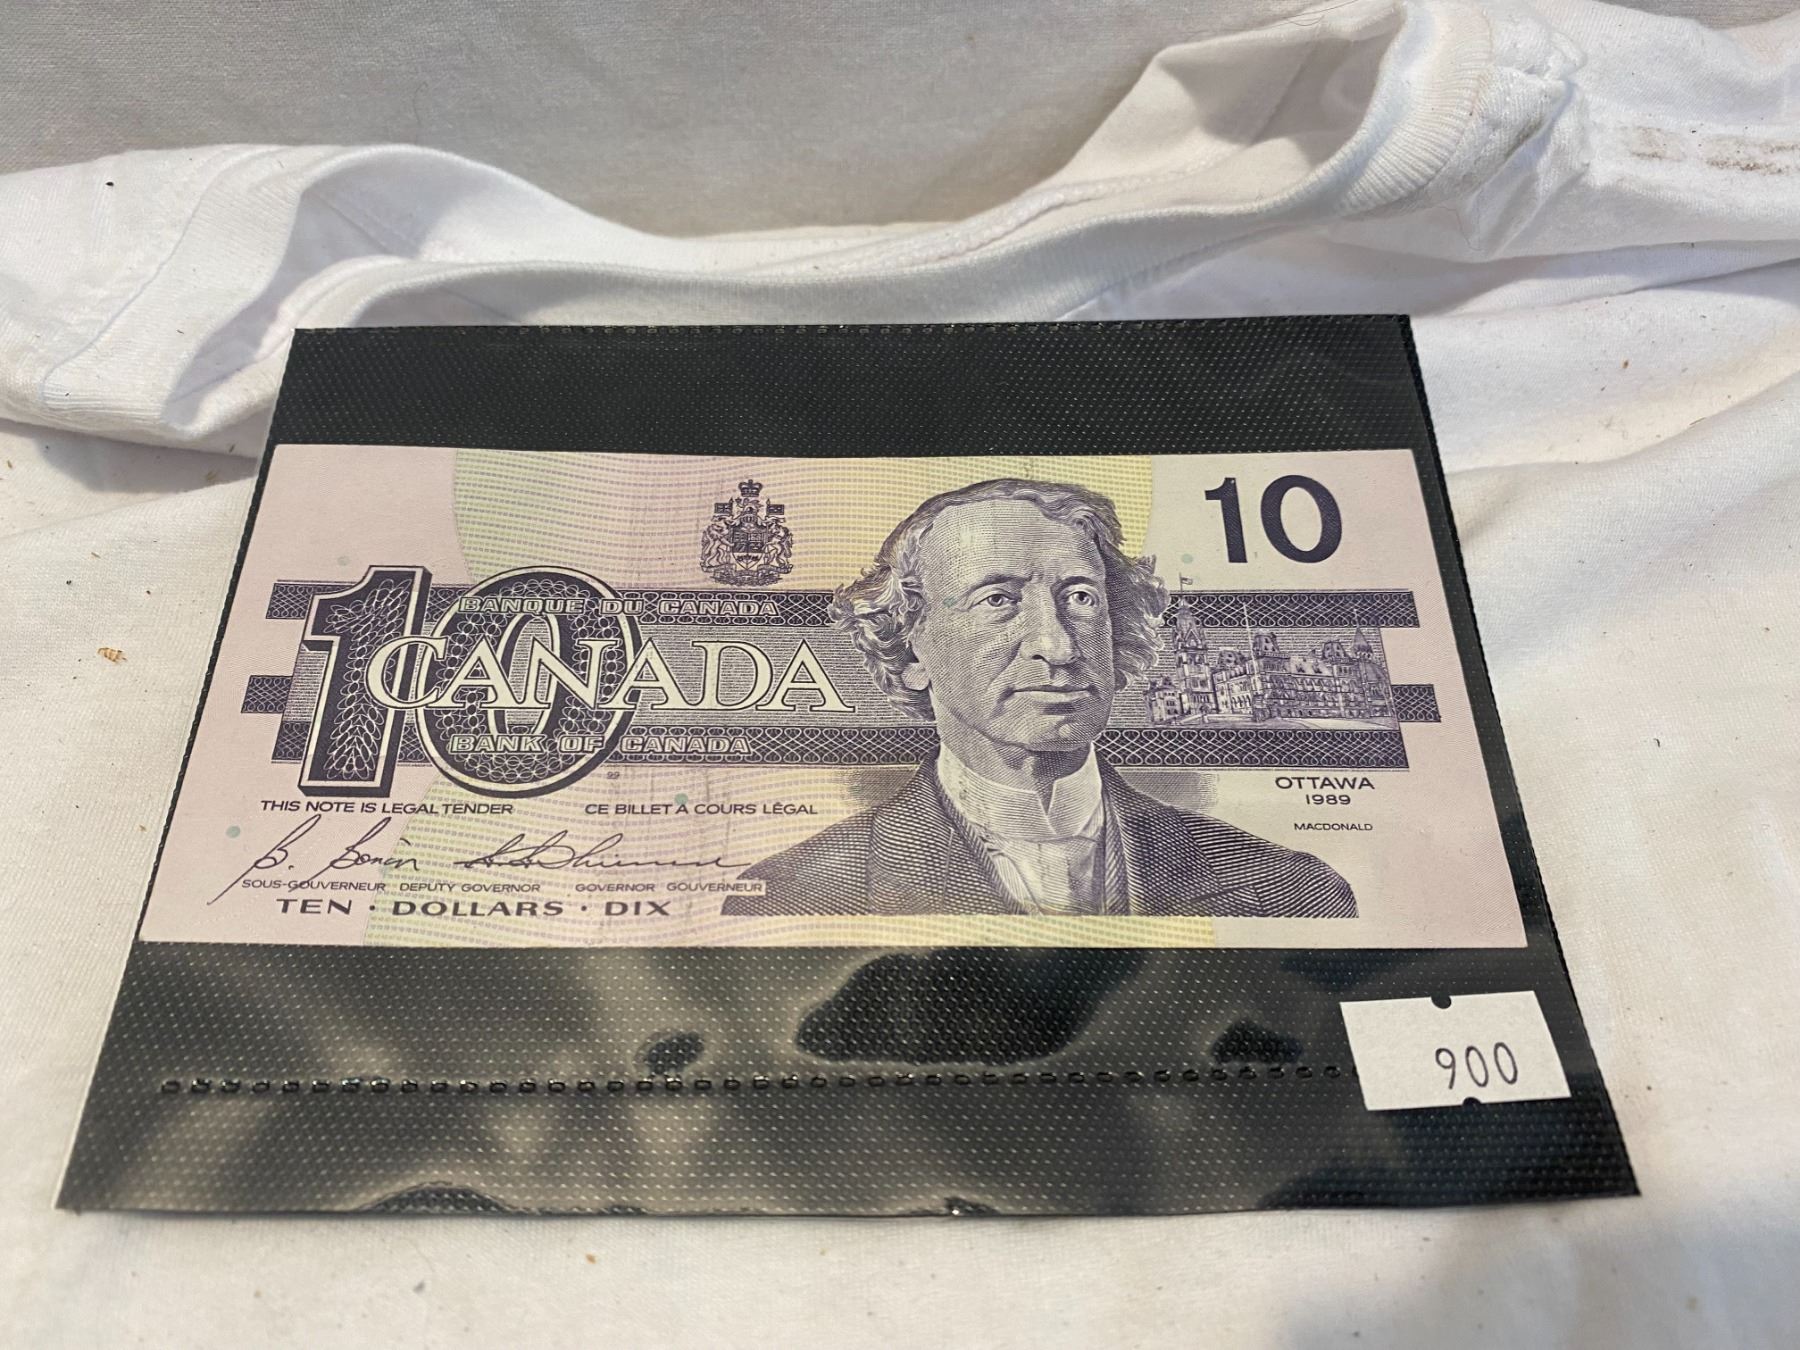 10
BANQUE DU CANADA
10
CANADA
BANK OF CANADA
99
THIS NOTE IS LEGAL TENDER CE BILLET A COURS LÉGAL
OTTAWA
1989
MACDONALD
SOUS-GOUVERNEUR DEPUTY GOVERNOR GOVERNOR GOUVERNEUR
TEN · DOLLARS · DIX
900